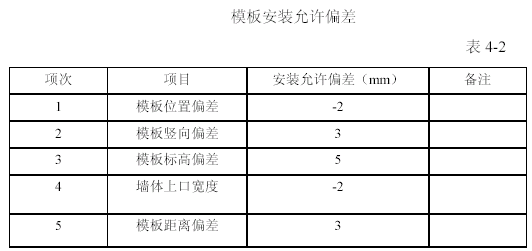 模板安装允许偏差
表 4-2
项次 项目 安装允许偏差（mm） 备注
1 模板位置偏差 -2
2 模板竖向偏差 3
3 模板标高偏差 5
4 墙体上口宽度 -2
5 模板距离偏差 3